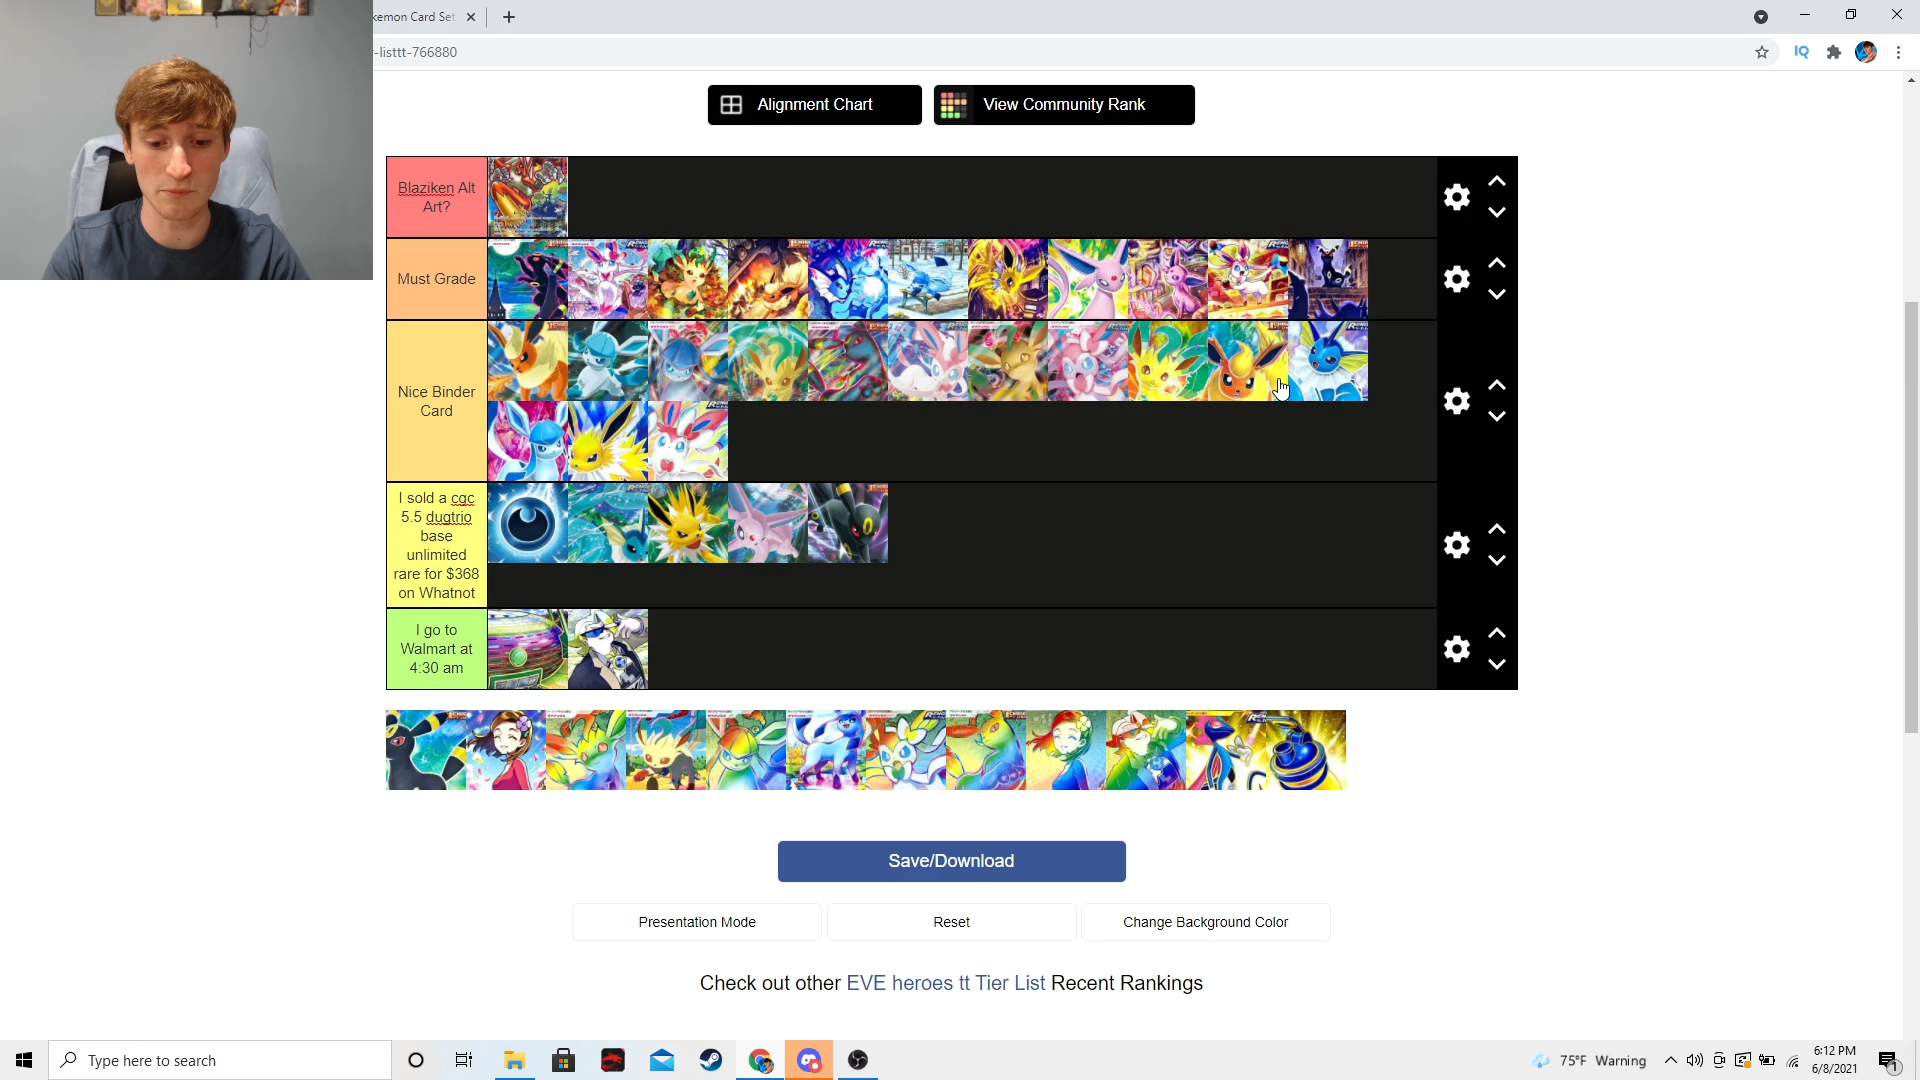 kemon Card Set
r-listtt-766880
IQ
Alignment Chart
View Community Rank
Blaziken Alt
Art?
Must Grade
Nice Binder
Card
I sold a cgc
5.5 dugtrio
base
unlimited
rare for $368
on Whatnot
I go to
Walmart at
4:30 am
Save/Download
Presentation Mode
Reset
Change Background Color
Check out other EVE heroes tt Tier List Recent Rankings
Type here to search
75°F Warning
6:12 PM
6/8/2021
1